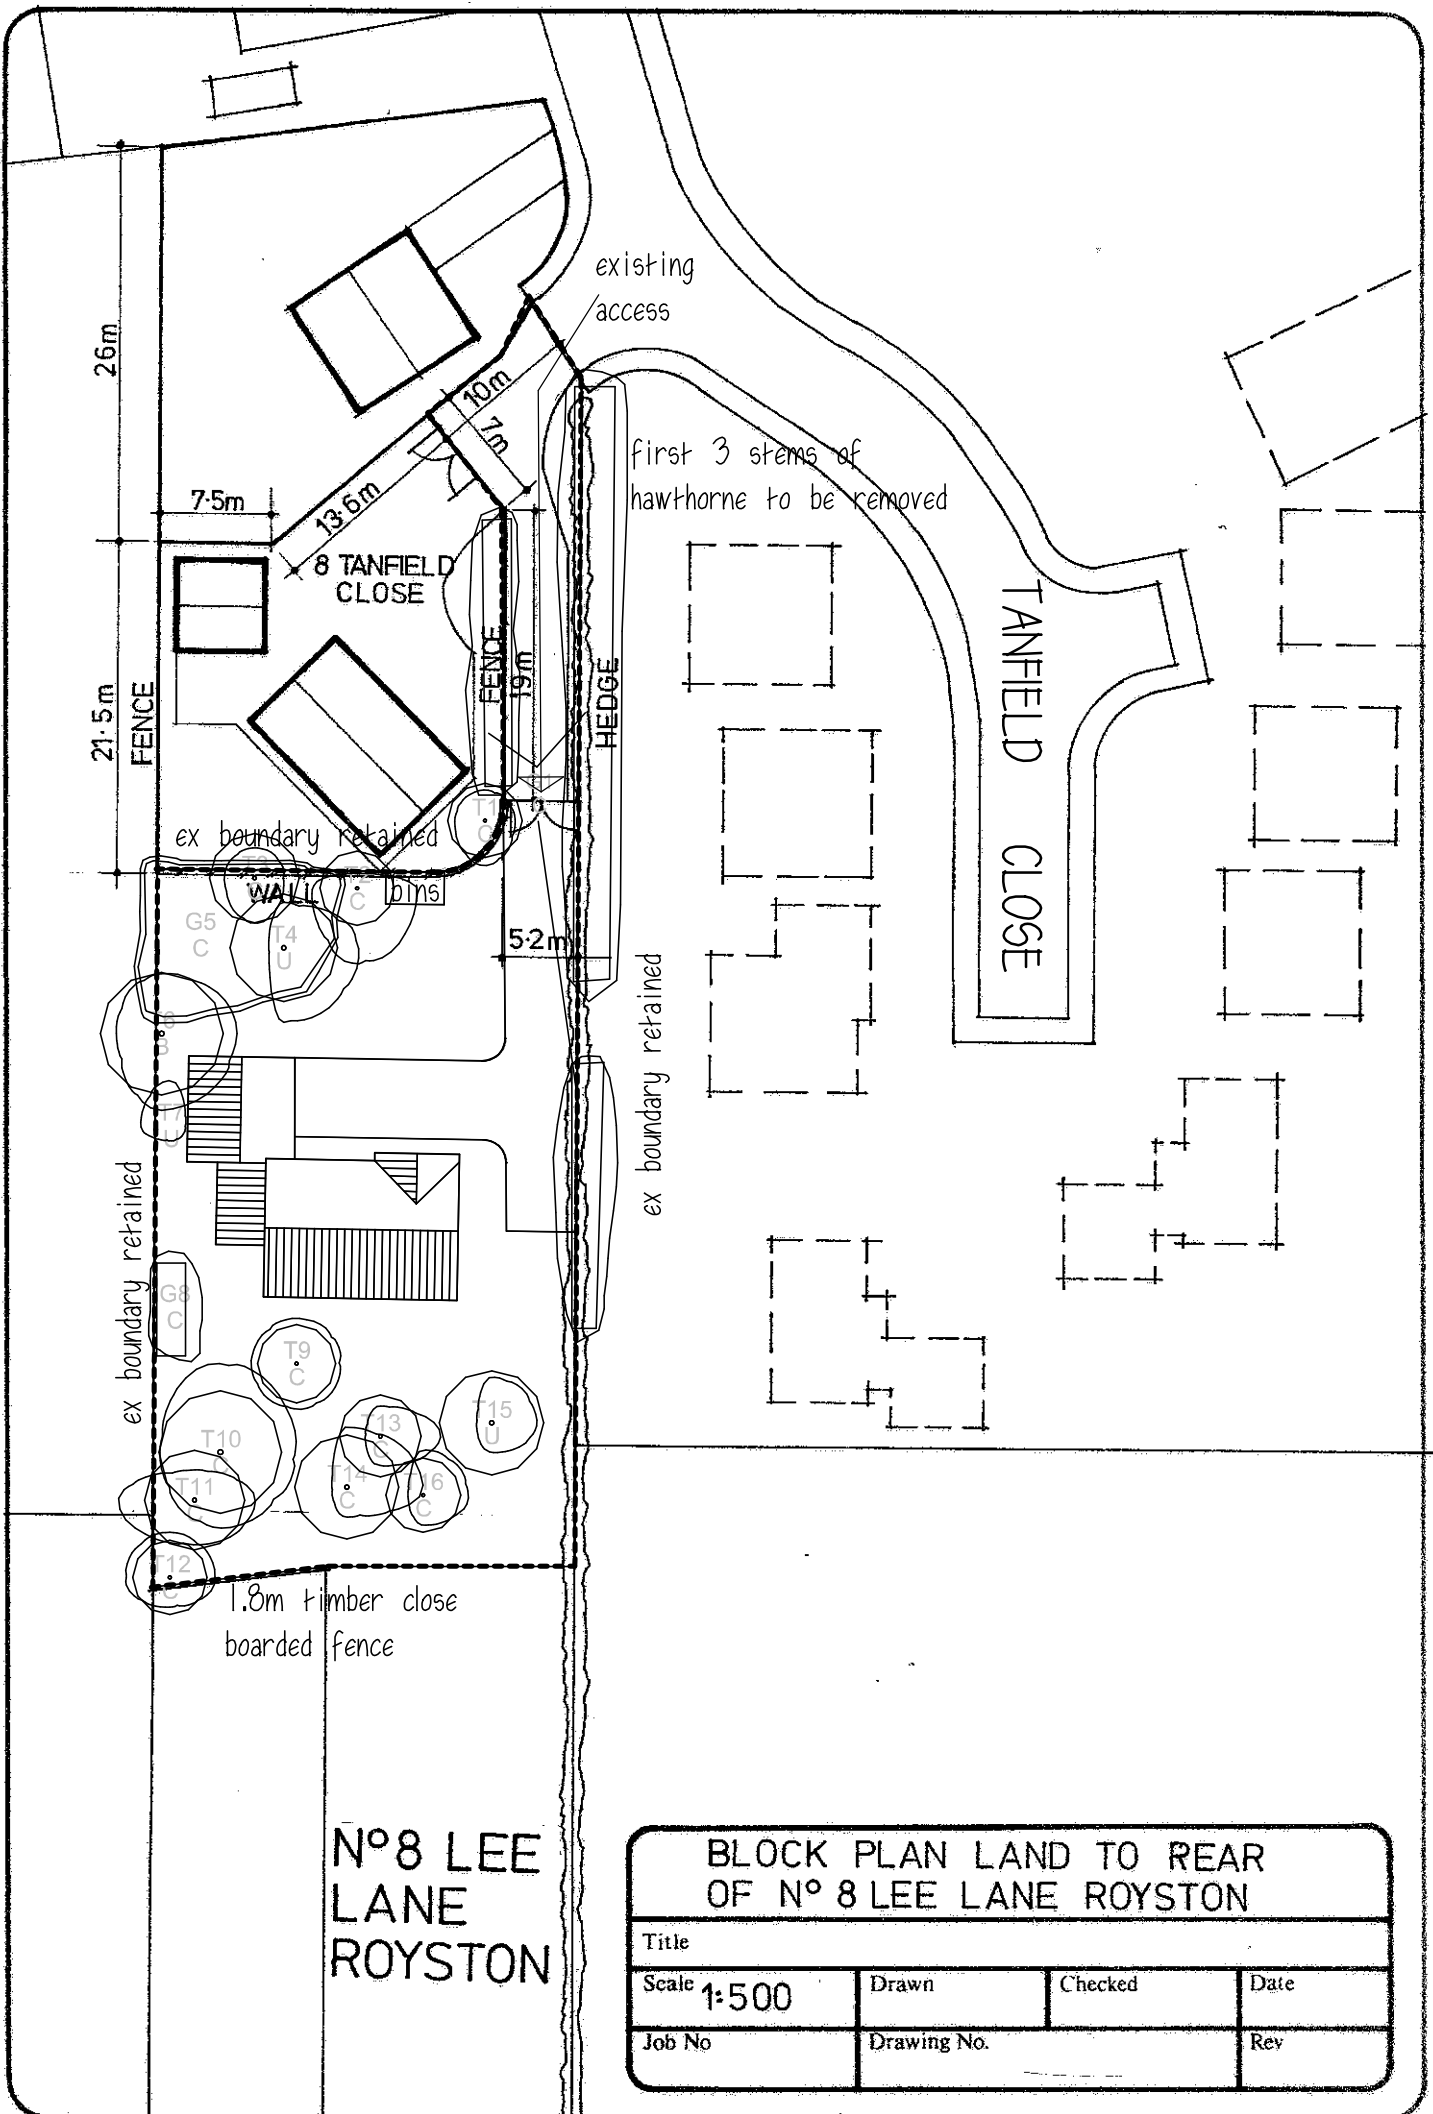 existing
access
26m
10m
7m
first 3 stems of
hawthorne to be removed
7·5m
13·6m
8 TANFIELD
CLOSE
FENCE
19m
HEDGE
TANFIELD CLOSE
21·5m
FENCE
T1
C
ex boundary retained
WALL
bins
C
G5
C
T4
U
5·2m
ex boundary retained
B
T7
U
ex boundary retained
G8
C
T9
C
T10
C
T11
C
T12
C
T13
C
T14
C
T15
U
T16
C
1.8m timber close
boarded fence
Nº8 LEE
LANE
ROYSTON
BLOCK PLAN LAND TO REAR
OF Nº 8 LEE LANE ROYSTON
Title
Scale 1:500
Drawn
Checked
Date
Job No
Drawing No.
Rev